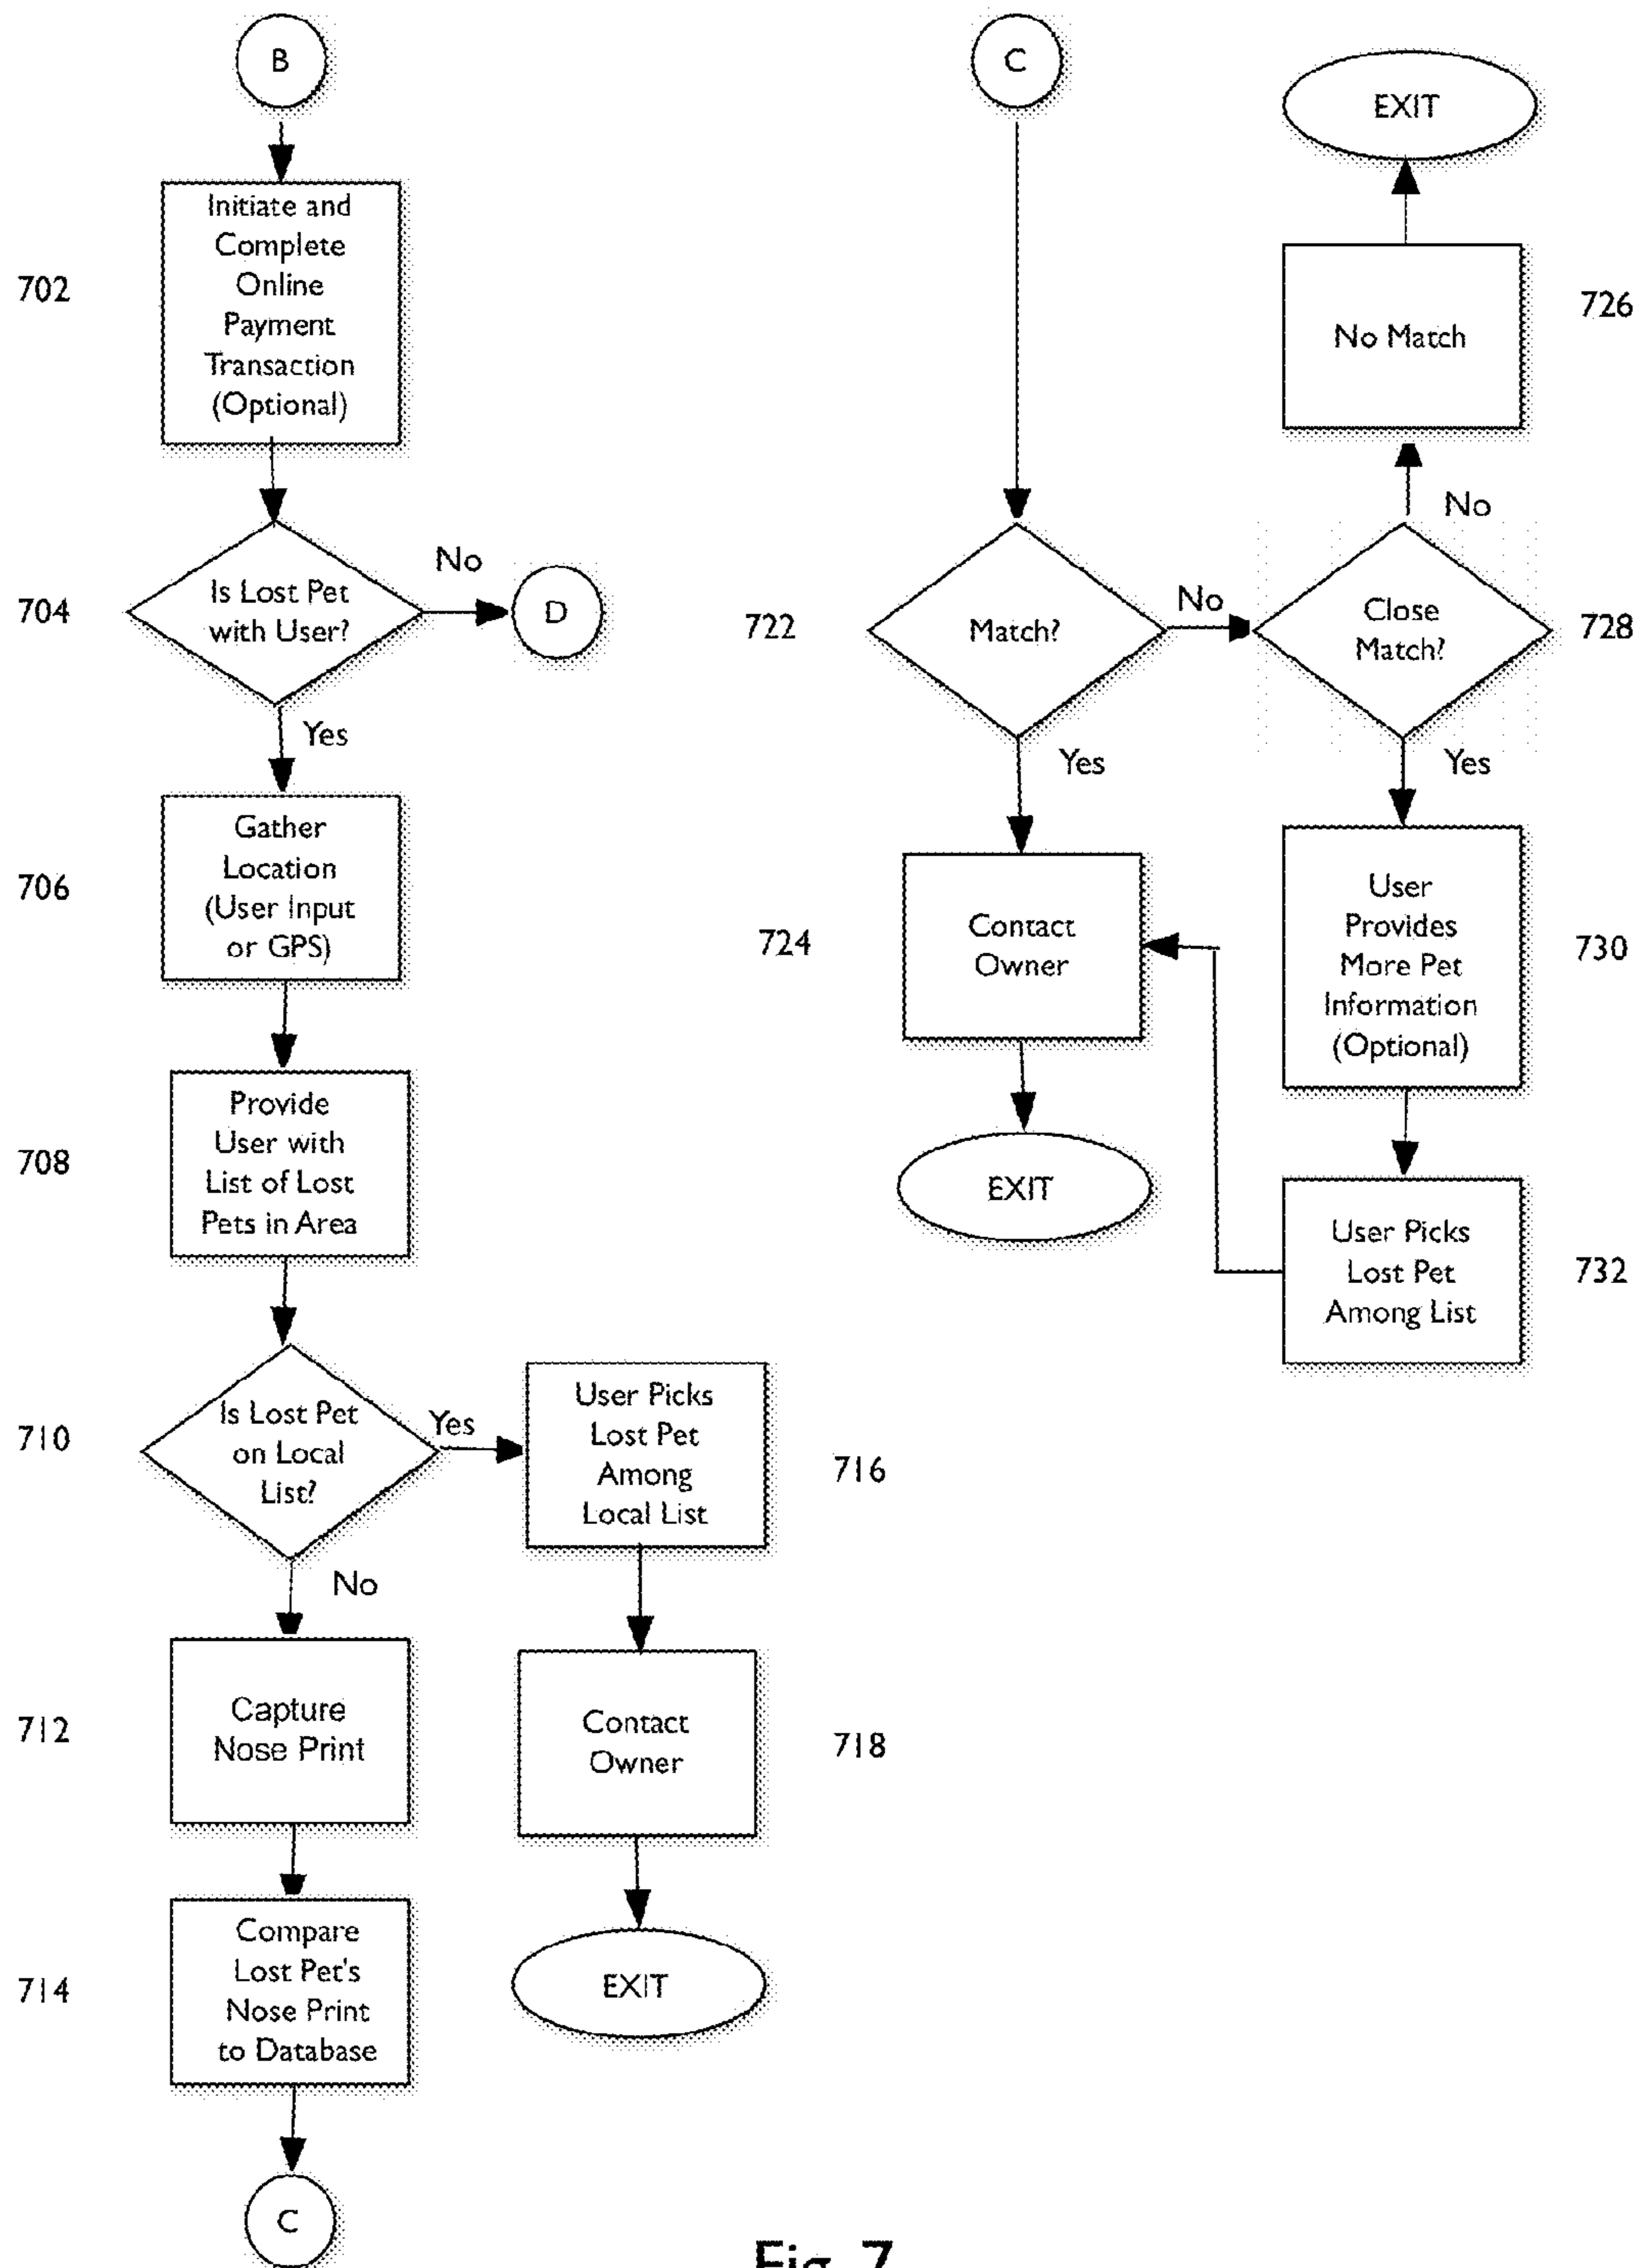 B
Initiate and
Complete
Online
Payment
Transaction
(Optional)
702
Is Lost Pet
with User?
704
No
D
Yes
Gather
Location
(User Input
or GPS)
706
Provide
User with
List of Lost
Pets in Area
708
Is Lost Pet
on Local
List?
710
Yes
User Picks
Lost Pet
Among
Local List
716
No
Capture
Nose Print
712
Contact
Owner
718
Compare
Lost Pet's
Nose Print
to Database
714
EXIT
C
C
EXIT
No Match
726
No
Match?
722
No
Close
Match?
728
Yes
Yes
Contact
Owner
724
User
Provides
More Pet
Information
(Optional)
730
EXIT
User Picks
Lost Pet
Among List
732
Fig. 7